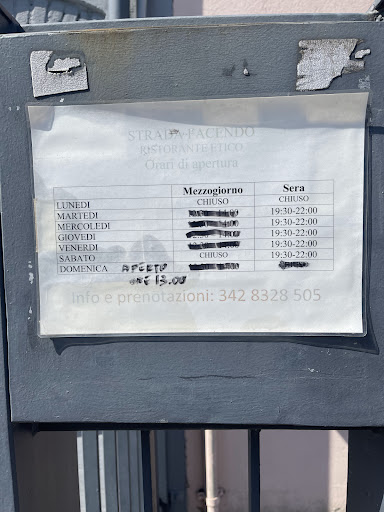 STRADA FACENDO
RISTORANTE ETICO
Orari di apertura
Mezzogiorno Sera
LUNEDI CHIUSO CHIUSO
MARTEDI 19:30-22:00
MERCOLEDI 19:30-22:00
GIOVEDI 19:30-22:00
VENERDI 19:30-22:00
SABATO CHIUSO 19:30-22:00
DOMENICA APERTO
ORE 13.00
Info e prenotazioni: 342 8328 505